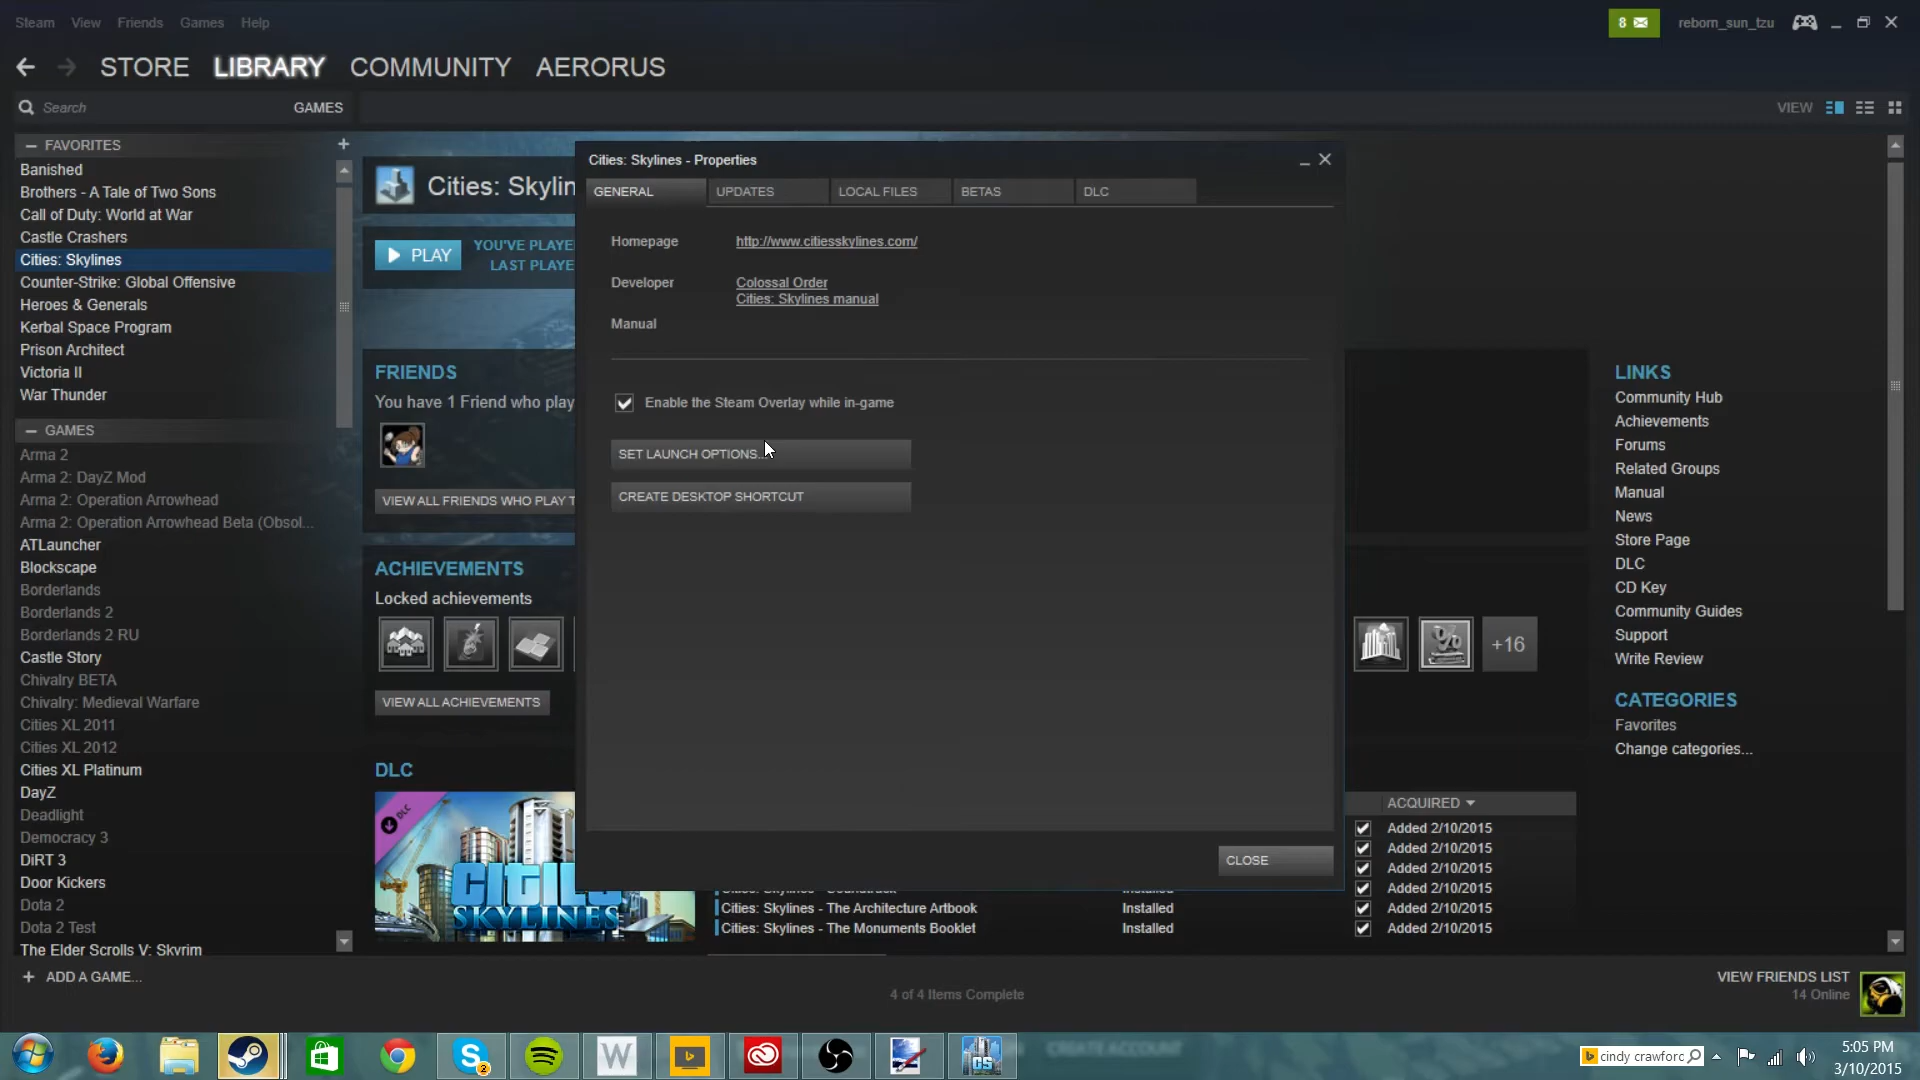 Steam View Friends Games Help
8 reborn_sun_tzu
STORE LIBRARY COMMUNITY AERORUS
Search GAMES VIEW
FAVORITES
Banished
Brothers - A Tale of Two Sons
Call of Duty: World at War
Castle Crashers
Cities: Skylines
Counter-Strike: Global Offensive
Heroes & Generals
Kerbal Space Program
Prison Architect
Victoria II
War Thunder
GAMES
Arma 2
Arma 2: DayZ Mod
Arma 2: Operation Arrowhead
Arma 2: Operation Arrowhead Beta (Obsol...
ATLauncher
Blockscape
Borderlands
Borderlands 2
Borderlands 2 RU
Castle Story
Chivalry BETA
Chivalry: Medieval Warfare
Cities XL 2011
Cities XL 2012
Cities XL Platinum
DayZ
Deadlight
Democracy 3
DiRT 3
Door Kickers
Dota 2
Dota 2 Test
The Elder Scrolls V: Skyrim
+ ADD A GAME...
Cities: Skylin
PLAY
YOU'VE PLAYE
LAST PLAYE
FRIENDS
You have 1 Friend who play
VIEW ALL FRIENDS WHO PLAY T
ACHIEVEMENTS
Locked achievements
VIEW ALL ACHIEVEMENTS
+16
DLC
DLC
CITIES
SKYLINES
Cities: Skylines - Properties
GENERAL UPDATES LOCAL FILES BETAS DLC
Homepage http://www.citiesskylines.com/
Developer Colossal Order
Cities: Skylines manual
Manual
Enable the Steam Overlay while in-game
SET LAUNCH OPTIONS...
CREATE DESKTOP SHORTCUT
CLOSE
ACQUIRED
Added 2/10/2015
Added 2/10/2015
Added 2/10/2015
Cities: Skylines - Soundtrack Installed Added 2/10/2015
Cities: Skylines - The Architecture Artbook Installed Added 2/10/2015
Cities: Skylines - The Monuments Booklet Installed Added 2/10/2015
LINKS
Community Hub
Achievements
Forums
Related Groups
Manual
News
Store Page
DLC
CD Key
Community Guides
Support
Write Review
CATEGORIES
Favorites
Change categories...
4 of 4 Items Complete
VIEW FRIENDS LIST
14 Online
S 2
W
CS
CREATE ACCOUNT
b cindy crawforc
5:05 PM
3/10/2015